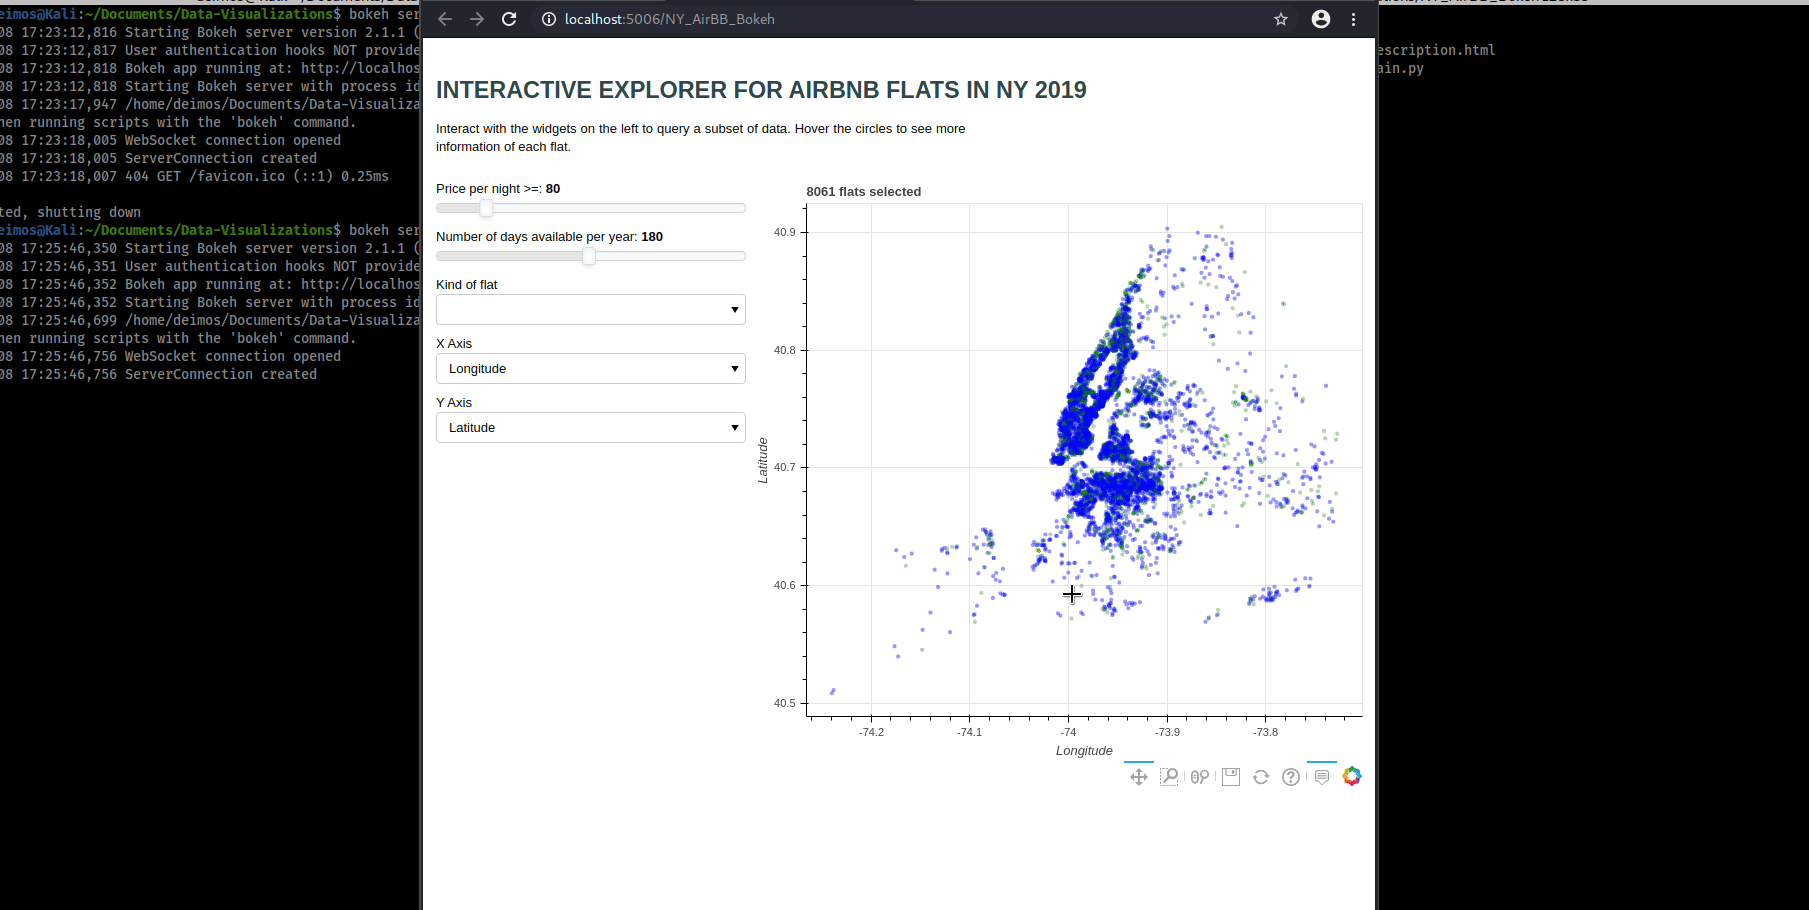 eimos@Kali:~/Documents/Data-Visualizations$ bokeh ser
08 17:23:12,816 Starting Bokeh server version 2.1.1 (
08 17:23:12,817 User authentication hooks NOT provide
08 17:23:12,818 Bokeh app running at: http://localhos
08 17:23:12,818 Starting Bokeh server with process id
08 17:23:17,947 /home/deimos/Documents/Data-Visualiza
hen running scripts with the 'bokeh' command.
08 17:23:18,005 WebSocket connection opened
08 17:23:18,005 ServerConnection created
08 17:23:18,007 404 GET /favicon.ico (::1) 0.25ms
ted, shutting down
eimos@Kali:~/Documents/Data-Visualizations$ bokeh ser
08 17:25:46,350 Starting Bokeh server version 2.1.1 (
08 17:25:46,351 User authentication hooks NOT provide
08 17:25:46,352 Bokeh app running at: http://localhos
08 17:25:46,352 Starting Bokeh server with process id
08 17:25:46,699 /home/deimos/Documents/Data-Visualiza
hen running scripts with the 'bokeh' command.
08 17:25:46,756 WebSocket connection opened
08 17:25:46,756 ServerConnection created
localhost:5006/NY_AirBB_Bokeh
INTERACTIVE EXPLORER FOR AIRBNB FLATS IN NY 2019
Interact with the widgets on the left to query a subset of data. Hover the circles to see more
information of each flat.
Price per night >=: 80
Number of days available per year: 180
Kind of flat
X Axis
Longitude
Y Axis
Latitude
8061 flats selected
40.9
40.8
40.7
40.6
40.5
Latitude
-74.2
-74.1
-74
-73.9
-73.8
Longitude
escription.html
ain.py